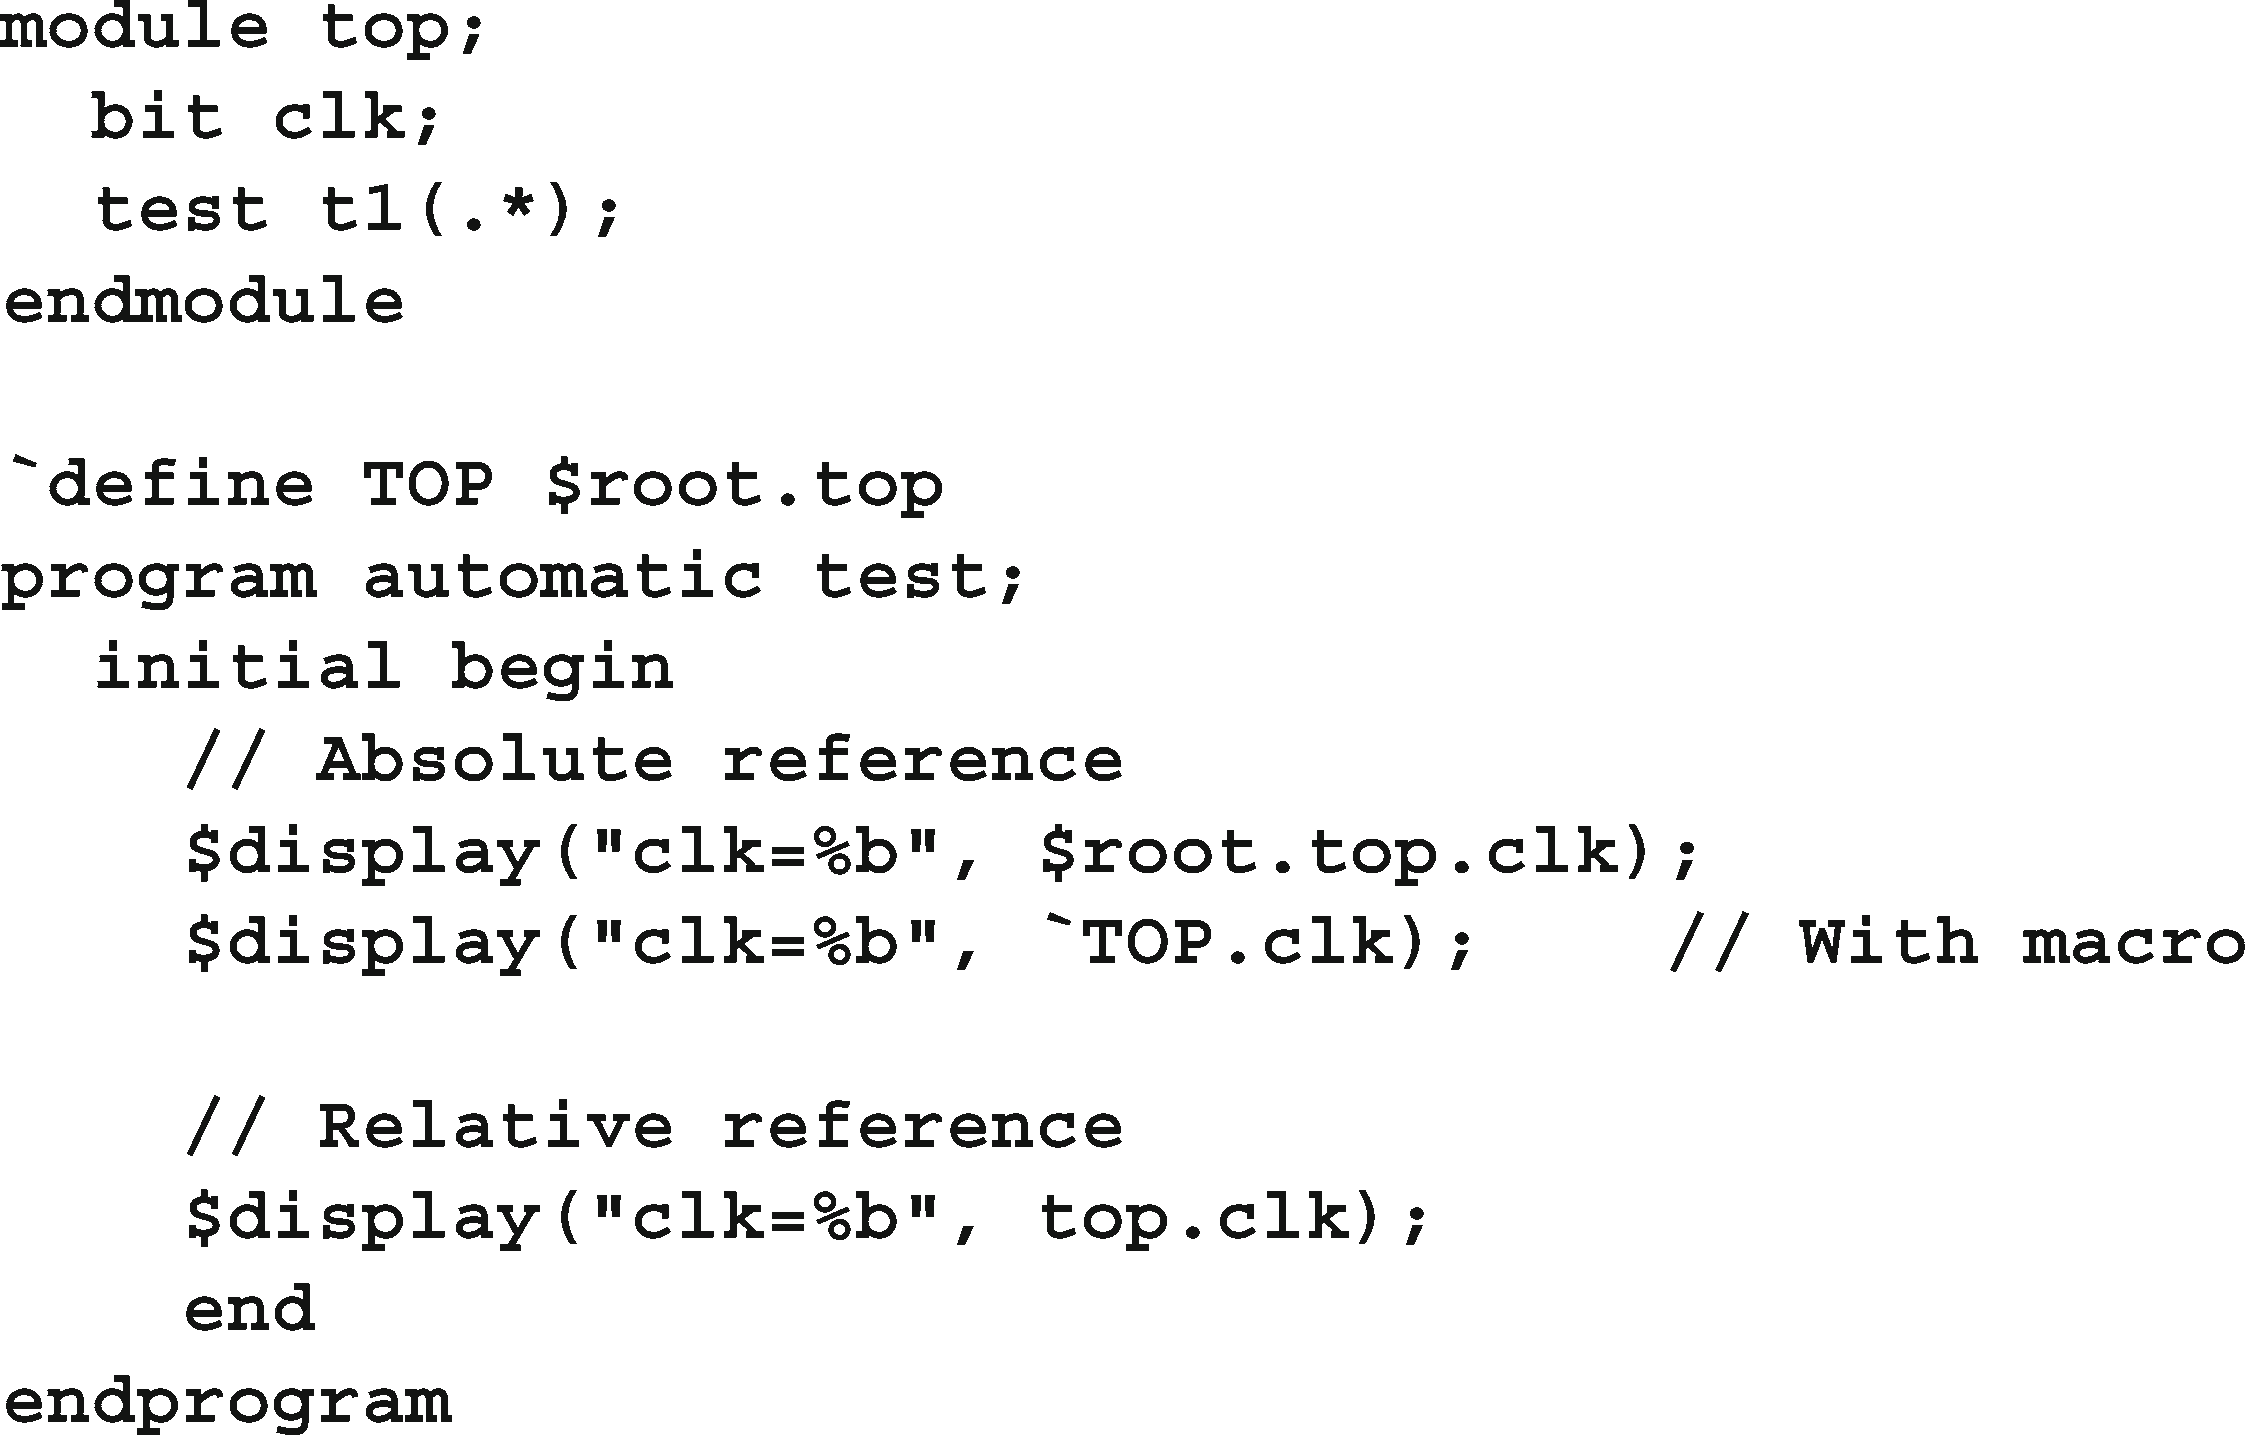 module top;
  bit clk;
  test t1(.*);
endmodule

`define TOP $root.top
program automatic test;
  initial begin
    // Absolute reference
    $display("clk=%b", $root.top.clk);
    $display("clk=%b", `TOP.clk);    // With macro

    // Relative reference
    $display("clk=%b", top.clk);
    end
endprogram